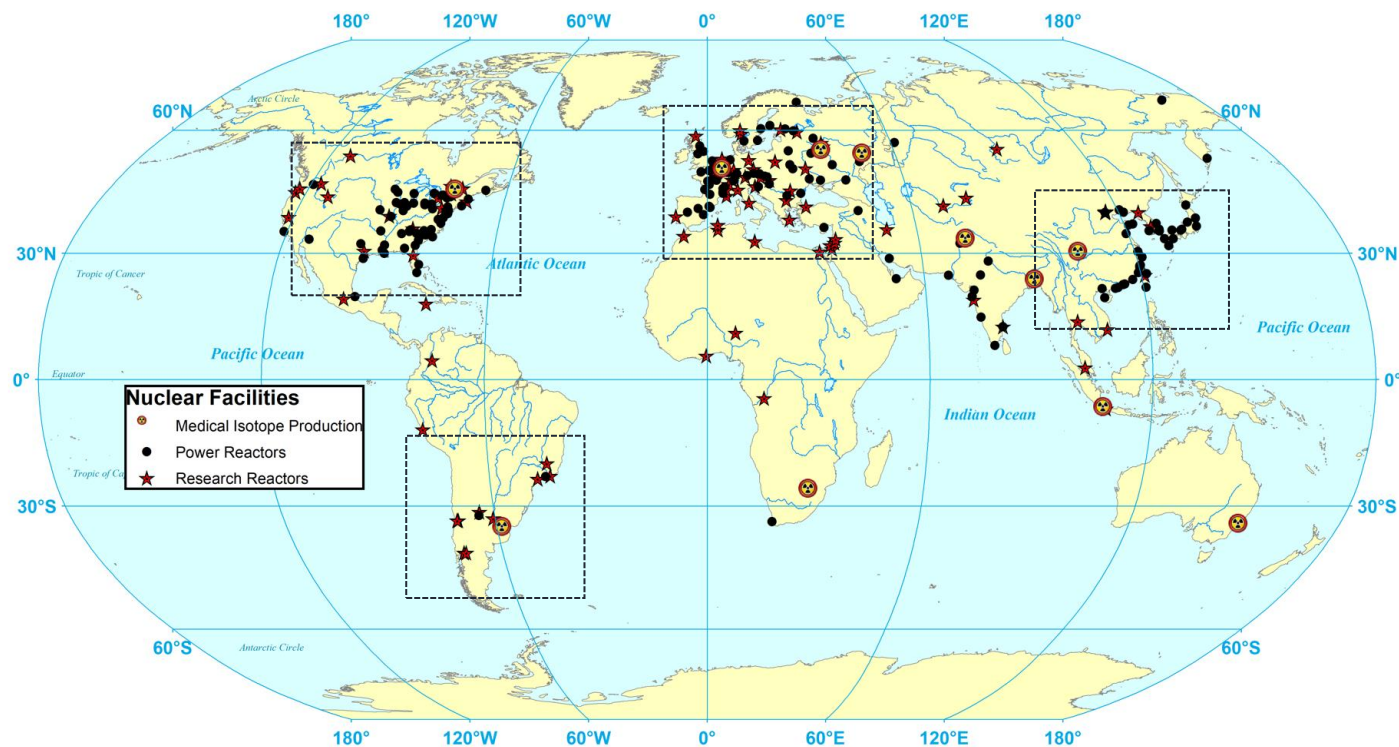 180° 120°W 60°W 0° 60°E 120°E 180°
Arctic Circle
60°N 60°N
30°N 30°N
Atlantic Ocean
Tropic of Cancer
Pacific Ocean Pacific Ocean
Equator
0° 0°
Nuclear Facilities
Indian Ocean
Medical Isotope Production
Power Reactors
Tropic of Ca
Research Reactors
30°S 30°S
60°S 60°S
Antarctic Circle
180° 120°W 60°W 0° 60°E 120°E 180°